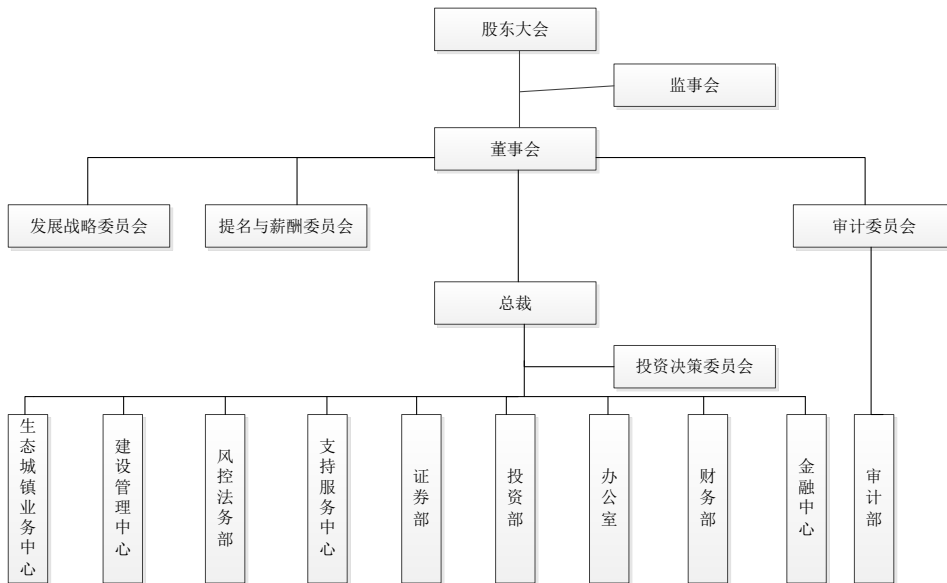 股东大会
监事会
董事会
发展战略委员会
提名与薪酬委员会
审计委员会
总裁
投资决策委员会
生态城镇业务中心
建设管理中心
风控法务部
支持服务中心
证券部
投资部
办公室
财务部
金融中心
审计部